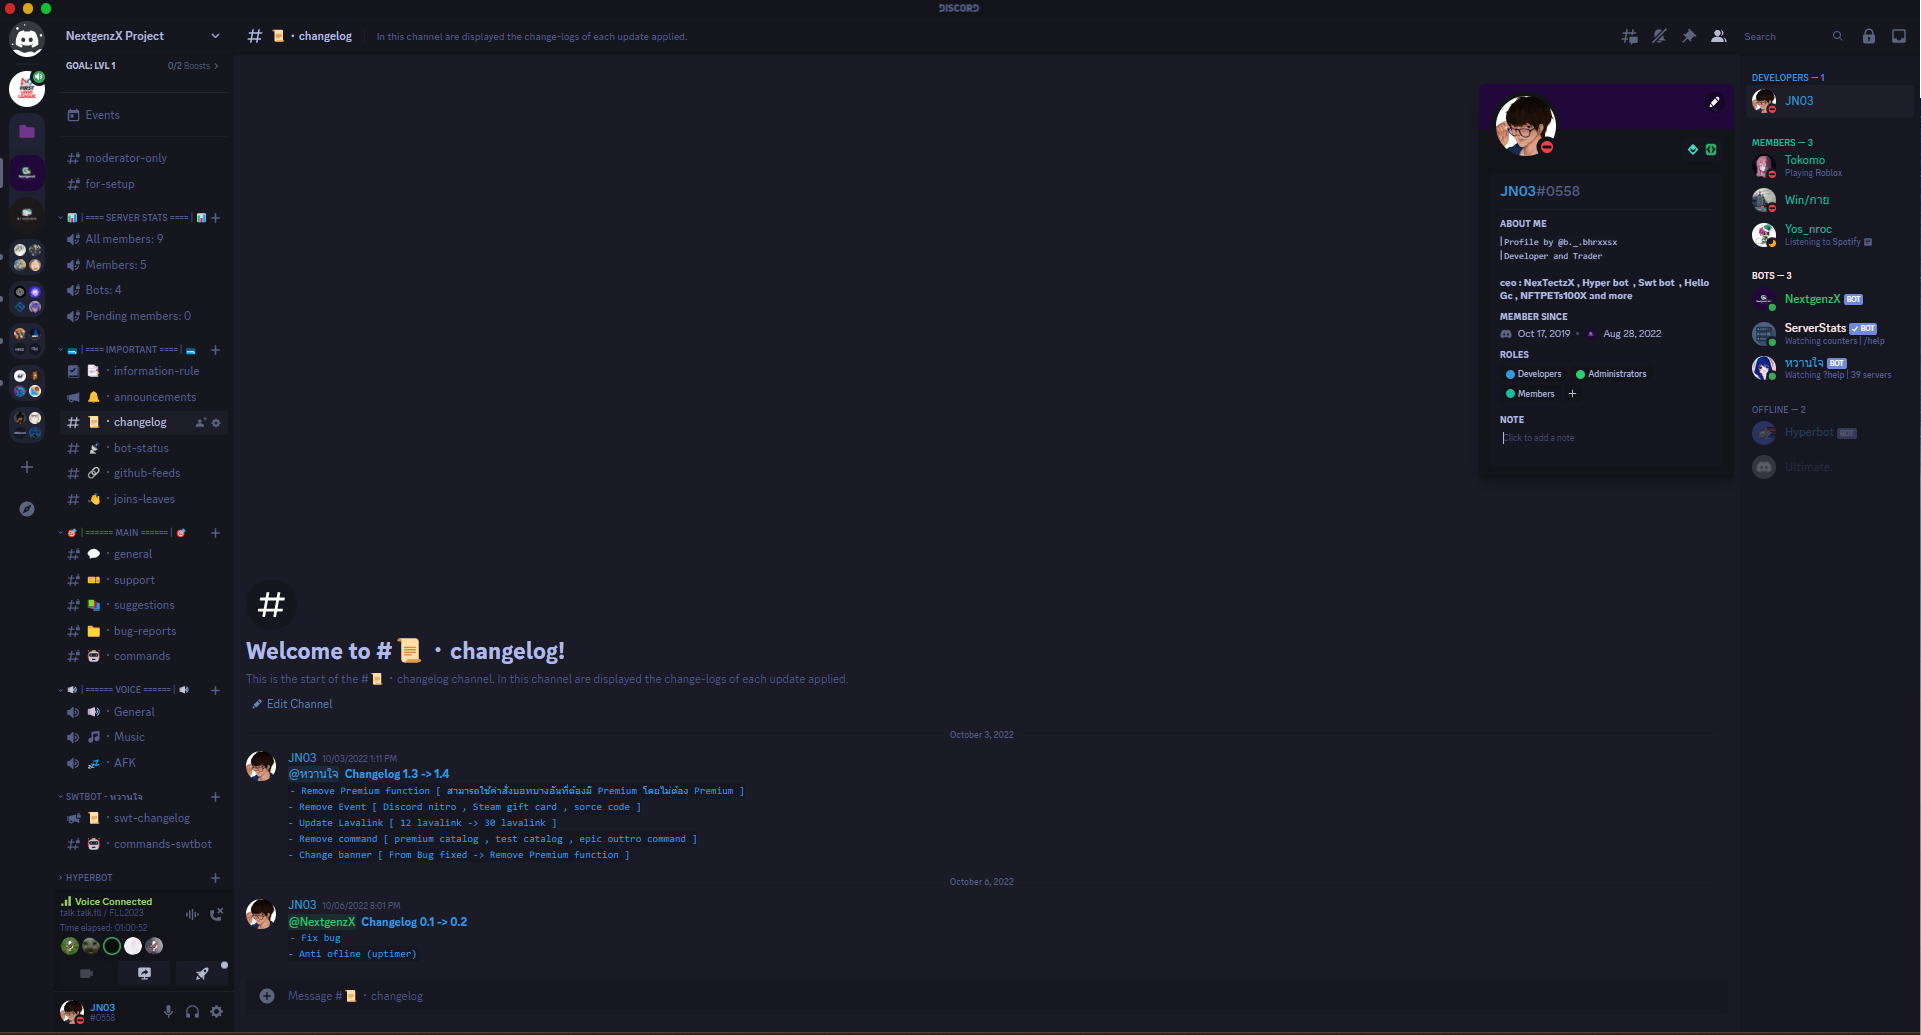 DISCORD
NextgenzX Project
GOAL: LVL 1 0/2 Boosts >
Events
moderator-only
for-setup
| ==== SERVER STATS ==== |
All members: 9
Members: 5
Bots: 4
Pending members: 0
| ==== IMPORTANT ==== |
・information-rule
・announcements
・changelog
・bot-status
・github-feeds
・joins-leaves
| ====== MAIN ====== |
・general
・support
・suggestions
・bug-reports
・commands
| ====== VOICE ====== |
・General
・Music
・AFK
SWTBOT - หวานใจ
・swt-changelog
・commands-swtbot
HYPERBOT
Voice Connected
talk.talk.fll / FLL2023
Time elapsed: 01:00:52
JN03
#0558
# 📜・changelog
In this channel are displayed the change-logs of each update applied.
Search
Welcome to #📜・changelog!
This is the start of the #📜・changelog channel. In this channel are displayed the change-logs of each update applied.
Edit Channel
October 3, 2022
JN03 10/03/2022 1:11 PM
@หวานใจ Changelog 1.3 -> 1.4
- Remove Premium function [ สามารถใช้คำสั่งบอทบางอันที่ต้องมี Premium โดยไม่ต้อง Premium ]
- Remove Event [ Discord nitro , Steam gift card , sorce code ]
- Update Lavalink [ 12 lavalink -> 30 lavalink ]
- Remove command [ premium catalog , test catalog , epic outtro command ]
- Change banner [ From Bug fixed -> Remove Premium function ]
October 6, 2022
JN03 10/06/2022 8:01 PM
@NextgenzX Changelog 0.1 -> 0.2
- Fix bug
- Anti ofline (uptimer)
Message #📜・changelog
JN03#0558
ABOUT ME
|Profile by @b._.bhrxxsx
|Developer and Trader
ceo : NexTectzX , Hyper bot , Swt bot , Hello
Gc , NFTPETs100X and more
MEMBER SINCE
Oct 17, 2019 • Aug 28, 2022
ROLES
Developers Administrators
Members +
NOTE
Click to add a note
DEVELOPERS — 1
JN03
MEMBERS — 3
Tokomo
Playing Roblox
Win/กาย
Yos_nroc
Listening to Spotify
BOTS — 3
NextgenzX BOT
ServerStats ✓ BOT
Watching counters | /help
หวานใจ BOT
Watching ?help | 39 servers
OFFLINE — 2
Hyperbot BOT
Ultimate.